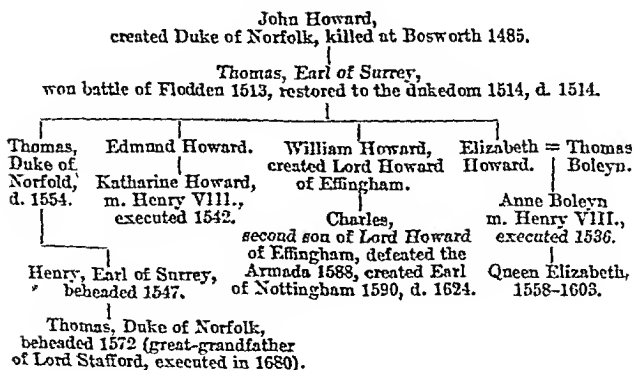 John Howard,
created Duke of Norfolk, killed at Bosworth 1485.
Thomas, Earl of Surrey,
won battle of Flodden 1513, restored to the dukedom 1514, d. 1514.
Thomas,
Duke of
Norfold,
d. 1554.
Henry, Earl of Surrey,
beheaded 1547.
Thomas, Duke of Norfolk,
beheaded 1572 (great-grandfather
of Lord Stafford, executed in 1680).
Edmund Howard.
Katharine Howard,
m. Henry VIII.,
executed 1542.
William Howard,
created Lord Howard
of Effingham.
Charles,
second son of Lord Howard
of Effingham, defeated the
Armada 1588, created Earl
of Nottingham 1590, d. 1624.
Elizabeth = Thomas
Howard. Boleyn.
Anne Boleyn
m. Henry VIII.,
executed 1536.
Queen Elizabeth,
1558-1603.